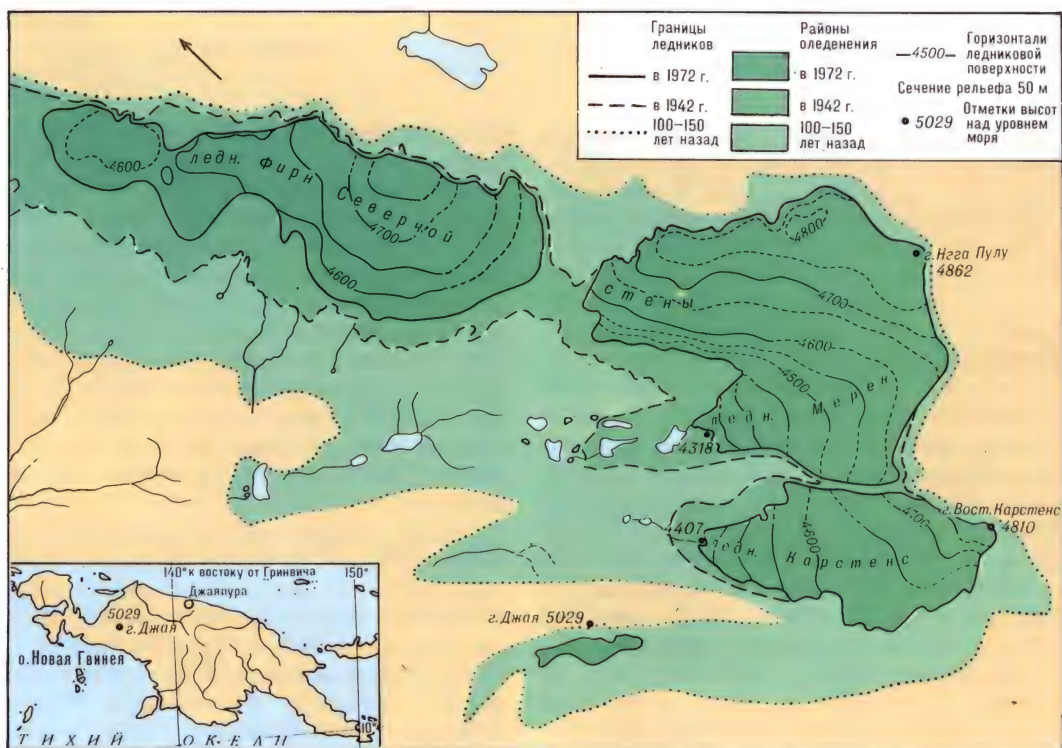 Границы
ледников
в 1972 г.
в 1942 г.
100–150
лет назад
Районы
оледенения
в 1972 г.
в 1942 г.
100–150
лет назад
4500
Горизонтали
ледниковой
поверхности
Сечение рельефа 50 м
5029
Отметки высот
над уровнем
моря
4600
ледн. фирн
Северной
4700
4600
4800
г. Нгга Пулу
4862
стены
4700
4600
4500
Мерен
ледн.
4318
г. Вост. Карстенс
4810
4700
4407
4600
ледн. Карстенс
г. Джая 5029
140° к востоку от Гринвича
150°
Джаяпура
5029
г. Джая
о. Новая Гвинея
10°
ТИХИЙ ОКЕАН